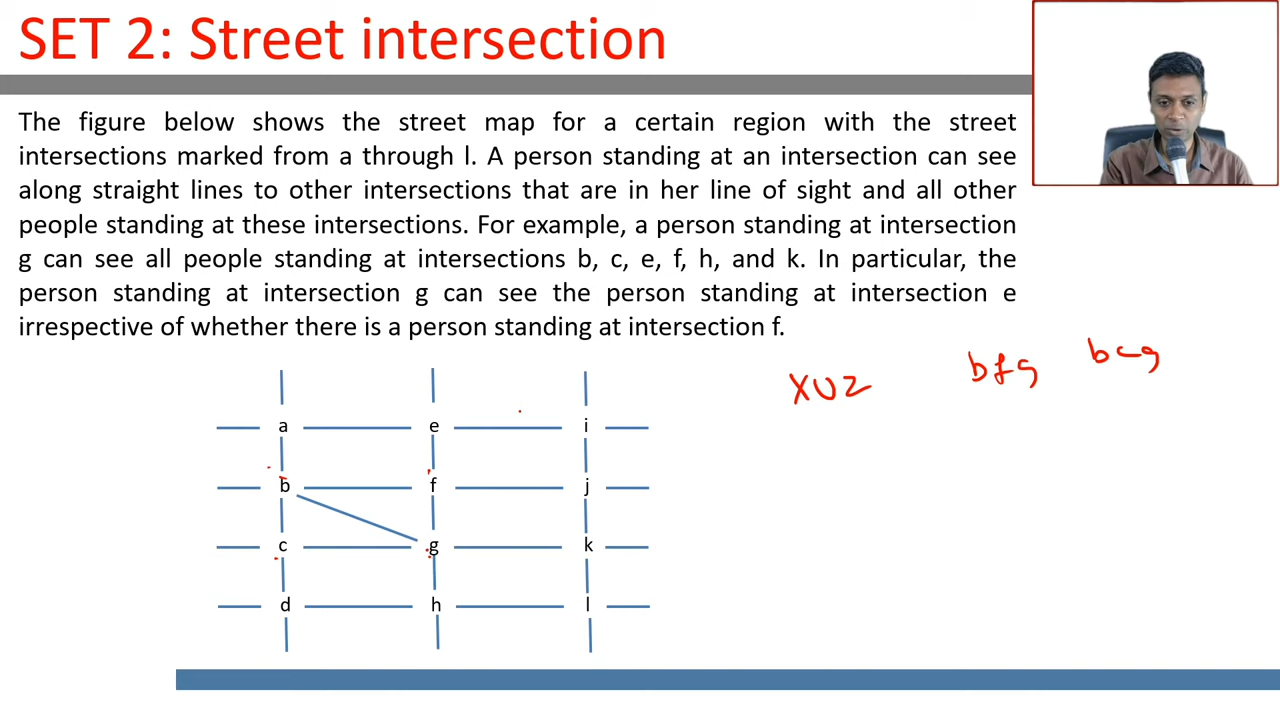 SET 2: Street intersection
The figure below shows the street map for a certain region with the street
intersections marked from a through l. A person standing at an intersection can see
along straight lines to other intersections that are in her line of sight and all other
people standing at these intersections. For example, a person standing at intersection
g can see all people standing at intersections b, c, e, f, h, and k. In particular, the
person standing at intersection g can see the person standing at intersection e
irrespective of whether there is a person standing at intersection f.
XUZ bfg bcg
a e i
b f j
c g k
d h l